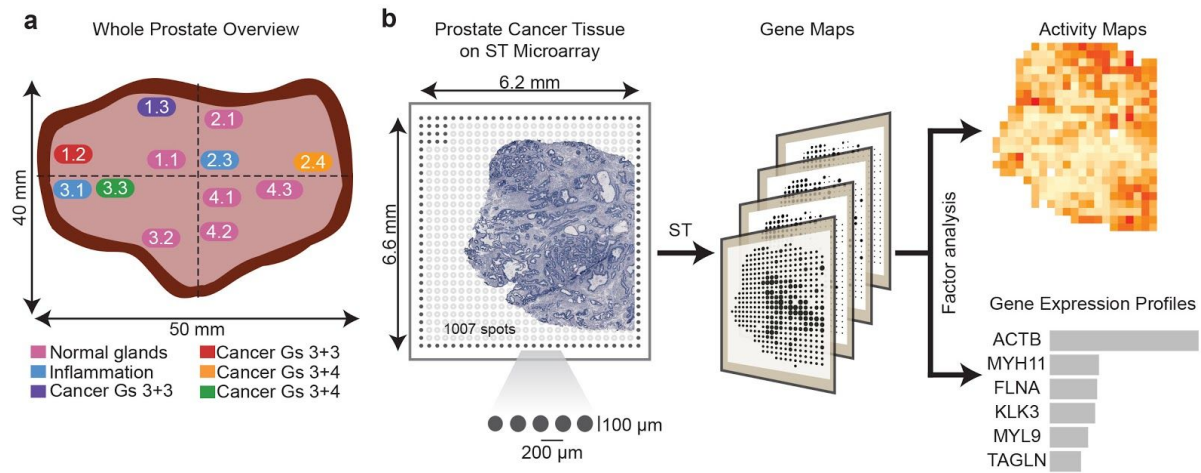 a
Whole Prostate Overview
40 mm
1.3
2.1
1.2
1.1
2.3
2.4
3.1
3.3
4.1
4.3
3.2
4.2
50 mm
Normal glands
Inflammation
Cancer Gs 3+3
Cancer Gs 3+3
Cancer Gs 3+4
Cancer Gs 3+4
b
Prostate Cancer Tissue
on ST Microarray
6.2 mm
6.6 mm
1007 spots
100 µm
200 µm
ST
Gene Maps
Factor analysis
Activity Maps
Gene Expression Profiles
ACTB
MYH11
FLNA
KLK3
MYL9
TAGLN